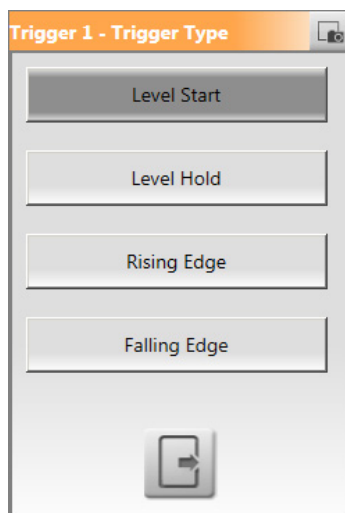 Trigger 1 - Trigger Type
Level Start
Level Hold
Rising Edge
Falling Edge